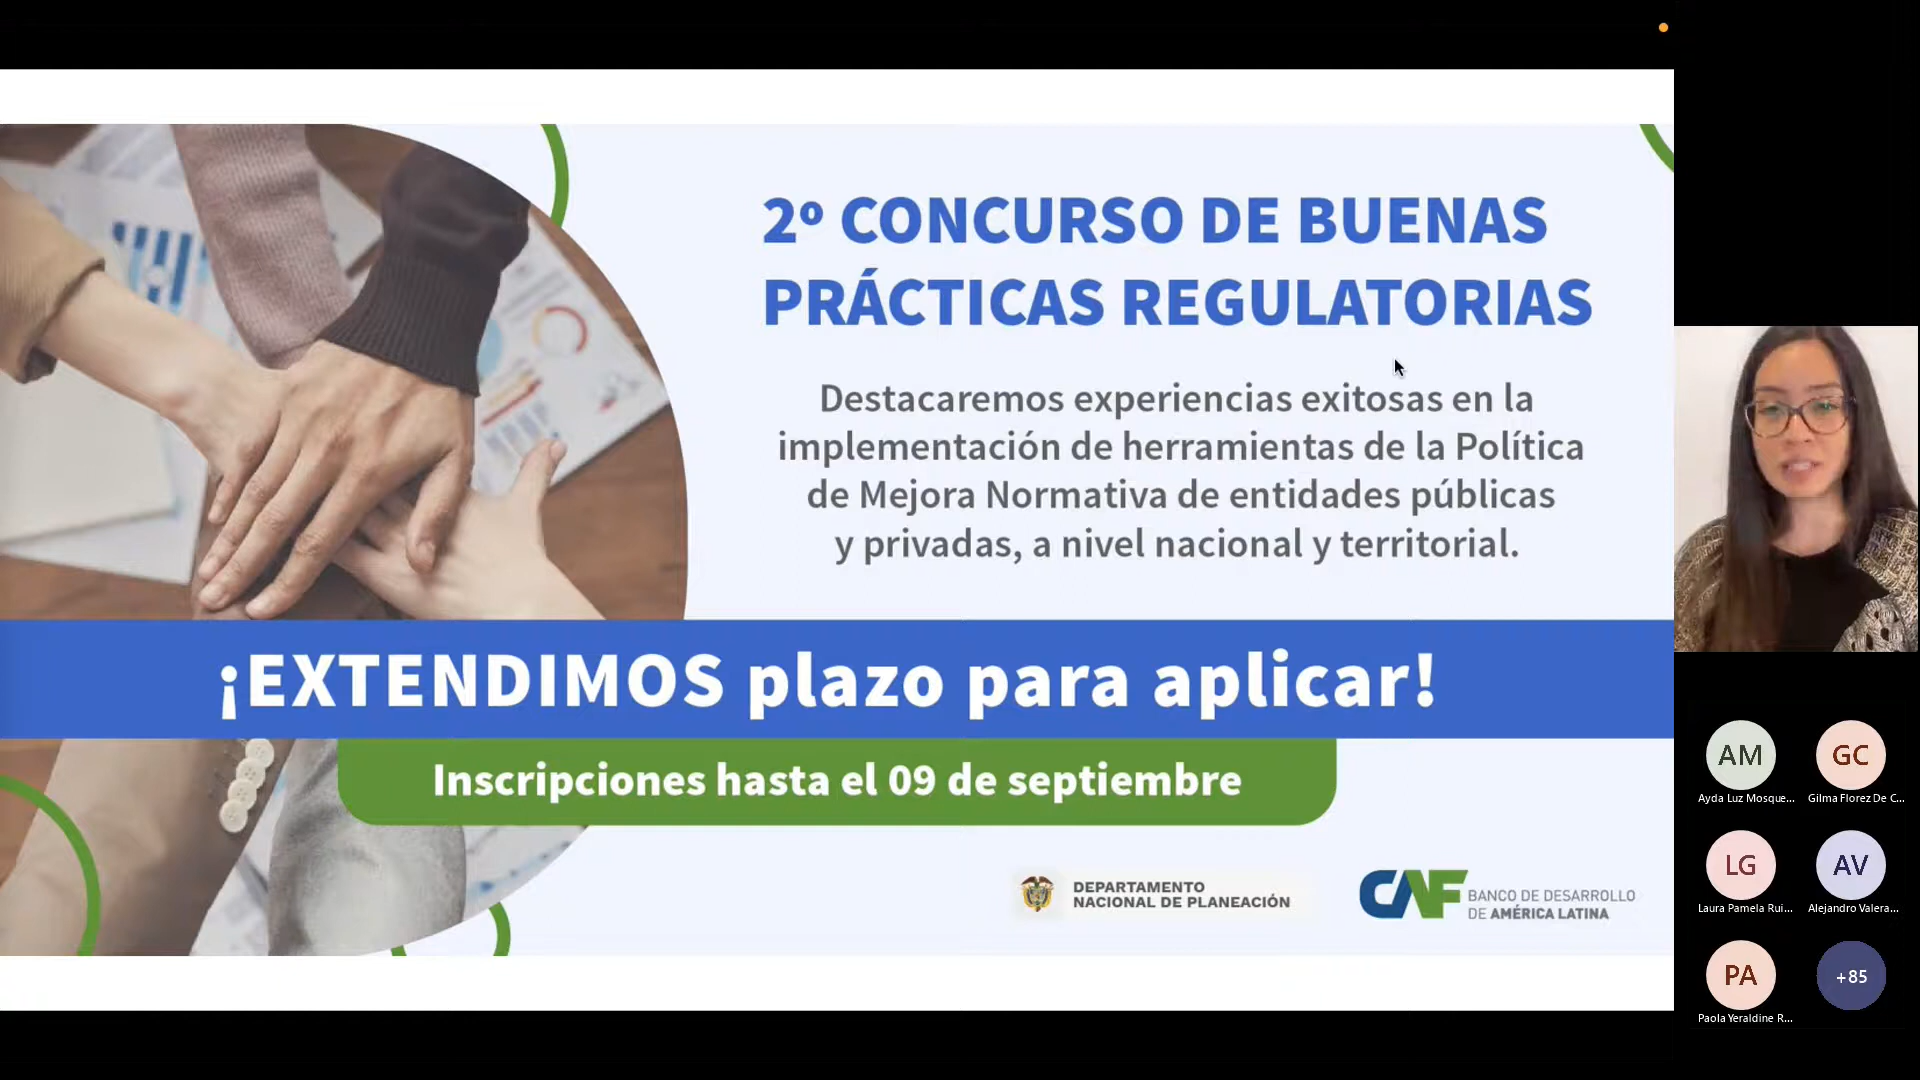 2º CONCURSO DE BUENAS
PRÁCTICAS REGULATORIAS
Destacaremos experiencias exitosas en la
implementación de herramientas de la Política
de Mejora Normativa de entidades públicas
y privadas, a nivel nacional y territorial.
¡EXTENDIMOS plazo para aplicar!
Inscripciones hasta el 09 de septiembre
DEPARTAMENTO
NACIONAL DE PLANEACIÓN
CAF
BANCO DE DESARROLLO
DE AMÉRICA LATINA
AM
GC
Ayda Luz Mosque...
Gilma Florez De C...
LG
AV
Laura Pamela Rui...
Alejandro Valera...
PA
+85
Paola Yeraldine R...